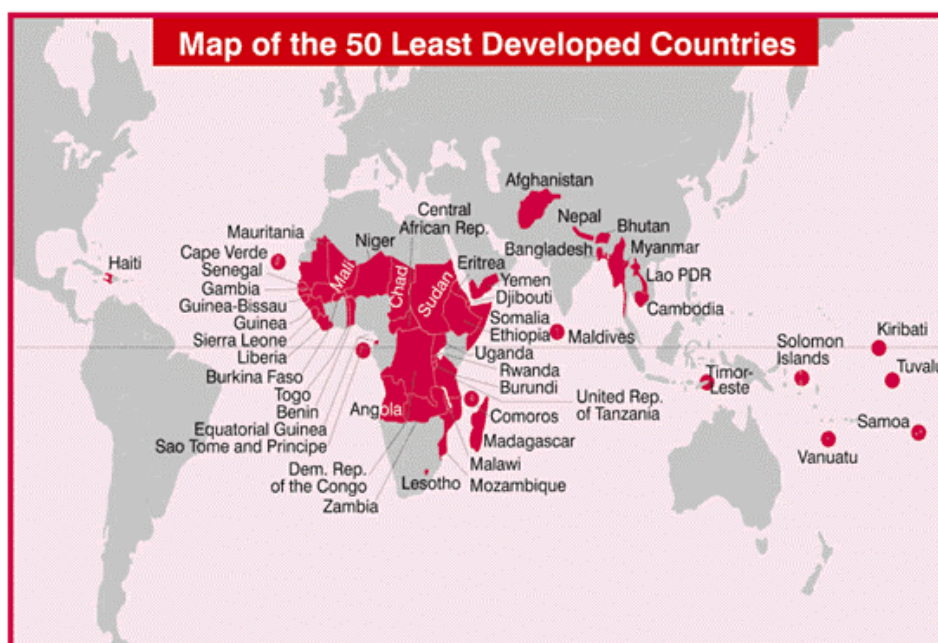 Map of the 50 Least Developed Countries
Afghanistan
Nepal
Bhutan
Bangladesh
Myanmar
Lao PDR
Cambodia
Haiti
Mauritania
Cape Verde
Senegal
Gambia
Guinea-Bissau
Guinea
Sierra Leone
Liberia
Burkina Faso
Togo
Benin
Equatorial Guinea
Sao Tome and Principe
Niger
Central
African Rep.
Mali
Chad
Sudan
Eritrea
Yemen
Djibouti
Somalia
Ethiopia
Maldives
Uganda
Rwanda
Burundi
United Rep.
of Tanzania
Angola
Comoros
Madagascar
Malawi
Mozambique
Dem. Rep.
of the Congo
Zambia
Lesotho
Timor-
Leste
Solomon
Islands
Kiribati
Tuvalu
Samoa
Vanuatu